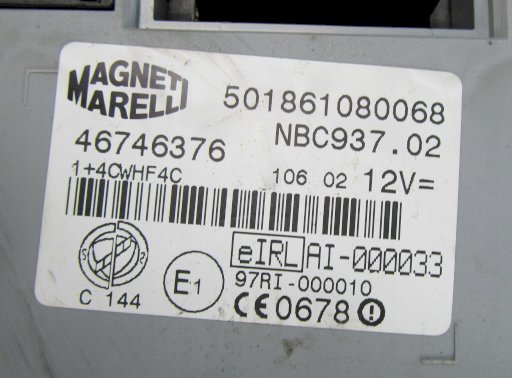 MAGNETI MARELLI
501861080068
46746376
NBC937.02
1+4CWHF4C
106 02 12V=
eIRL AI-000033
97RI-000010
C 144
E1
CE0678